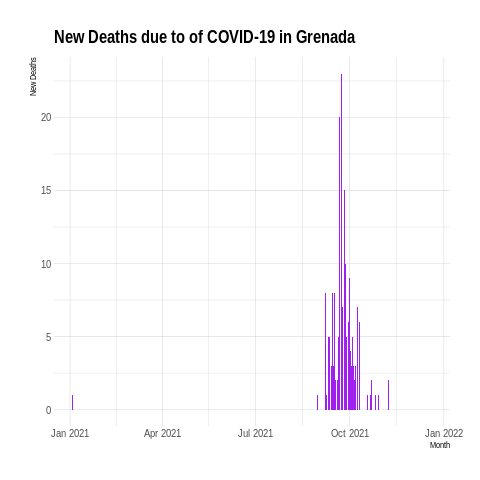 New Deaths due to of COVID-19 in Grenada
New Deaths
20
15
10
5
0
Jan 2021 Apr 2021 Jul 2021 Oct 2021 Jan 2022
Month